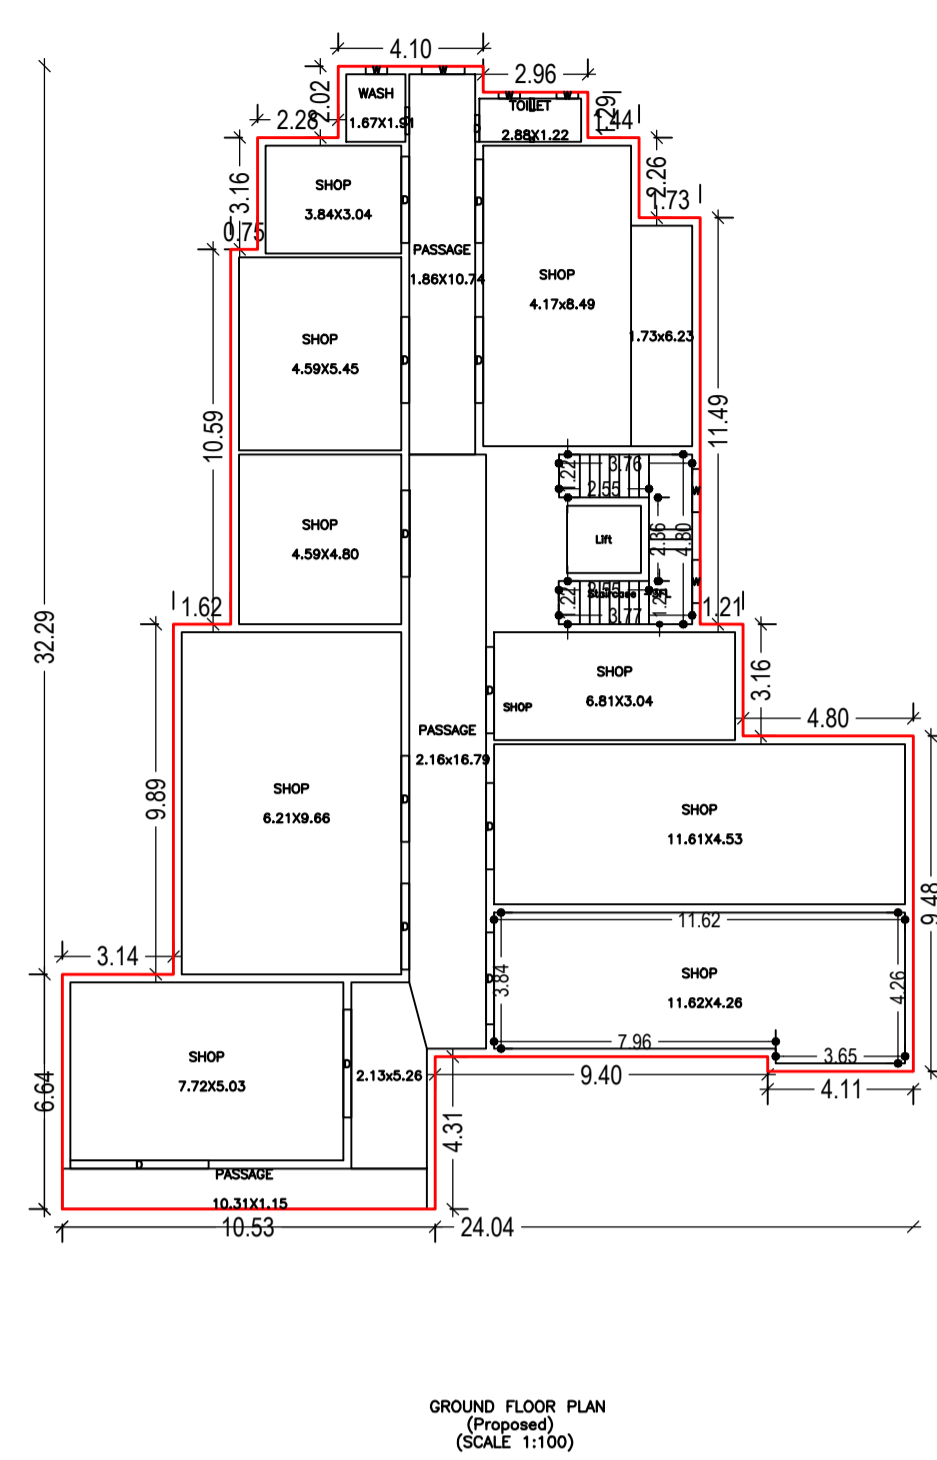 4.10
2.96
2.02
WASH
1.67X1.91
TOILET
2.88X1.22
1.29
1.44
2.28
3.16
2.26
SHOP
3.84X3.04
1.73
0.75
PASSAGE
1.86X10.74
SHOP
4.17x8.49
SHOP
4.59X5.45
1.73x6.23
10.59
11.49
1.22
3.76
2.55
SHOP
4.59X4.80
Lift
2.36
4.80
W
W
W
W
W
W
Staircase
2.55
1.22
3.77
1.62
1.21
32.29
SHOP
6.81X3.04
SHOP
3.16
4.80
PASSAGE
2.16x16.79
SHOP
6.21X9.66
9.89
SHOP
11.61X4.53
9.48
11.62
3.84
SHOP
11.62X4.26
4.26
7.96
3.65
3.14
9.40
4.11
SHOP
7.72X5.03
2.13x5.26
6.64
4.31
D
D
D
D
D
D
D
D
D
D
D
D
PASSAGE
10.31X1.15
10.53
24.04
GROUND FLOOR PLAN
(Proposed)
(SCALE 1:100)